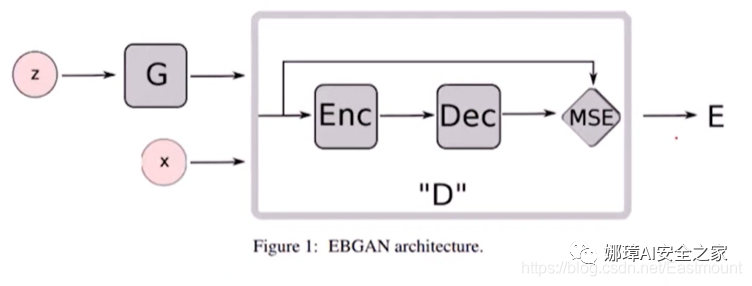 z
G
x
Enc
Dec
MSE
E
"D"
Figure 1: EBGAN architecture.
娜璋AI安全之家
https://blog.csdn.net/Eastmount